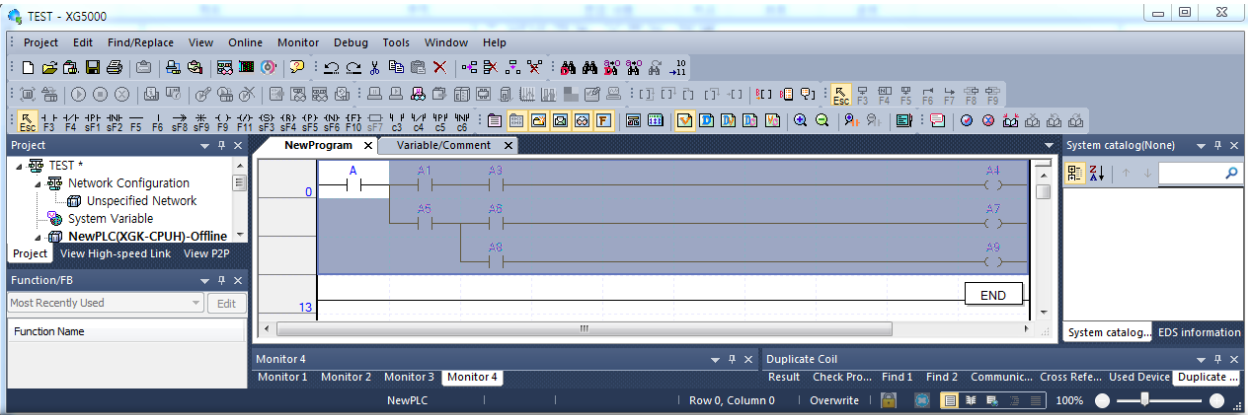 TEST - XG5000
Project Edit Find/Replace View Online Monitor Debug Tools Window Help
Esc F3 F4 F5 F6 F7 F8 F9
Esc F3 F4 sF1 sF2 F5 F6 sF8 sF9 F9 F11 sF3 sF4 sF5 sF6 F10 sF7 c3 c4 c5 c6
Project
NewProgram Variable/Comment
System catalog(None)
TEST *
Network Configuration
Unspecified Network
System Variable
NewPLC(XGK-CPUH)-Offline
Project View High-speed Link View P2P
A A1 A3 A4
0
A5 A6 A7
A8 A9
END
13
Function/FB
Most Recently Used Edit
Function Name
System catalog... EDS information
Monitor 4
Duplicate Coil
Monitor 1 Monitor 2 Monitor 3 Monitor 4
Result Check Pro... Find 1 Find 2 Communic... Cross Refe... Used Device Duplicate ...
NewPLC Row 0, Column 0 Overwrite 100%